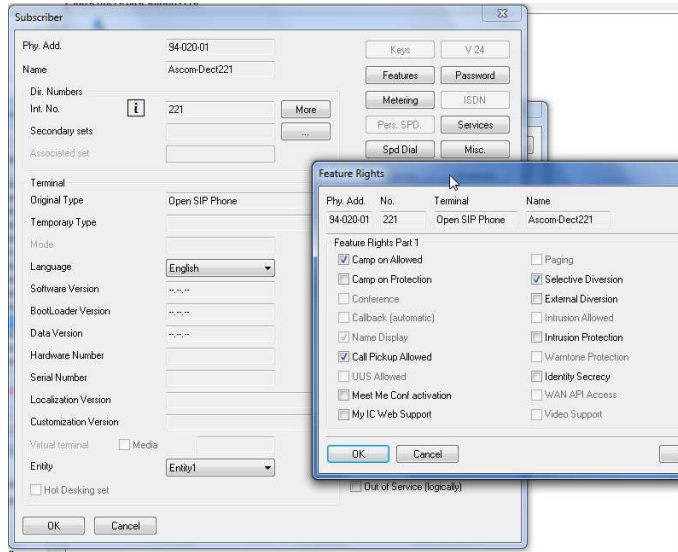 Subscriber
Phy. Add. 94-020-01 Keys V 24
Name Ascom-Dect221 Features Password
Dir. Numbers Metering ISDN
Int. No. i 221 More Pers. SPD. Services
Secondary sets ... Spd Dial Misc.
Associated set
Terminal
Original Type Open SIP Phone
Temporary Type
Mode
Language English
Software Version --.--.--
BootLoader Version --.--.--
Data Version --.--.--
Hardware Number
Serial Number
Localization Version
Customization Version
Virtual terminal Media
Entity Entity1
Hot Desking set Out of Service (logically)
OK Cancel
Feature Rights
Phy. Add. No. Terminal Name
94-020-01 221 Open SIP Phone Ascom-Dect221
Feature Rights Part 1
Camp on Allowed Paging
Camp on Protection Selective Diversion
Conference External Diversion
Callback (automatic) Intrusion Allowed
Name Display Intrusion Protection
Call Pickup Allowed Warntone Protection
UUS Allowed Identity Secrecy
Meet Me Conf activation WAN API Access
My IC Web Support Video Support
OK Cancel